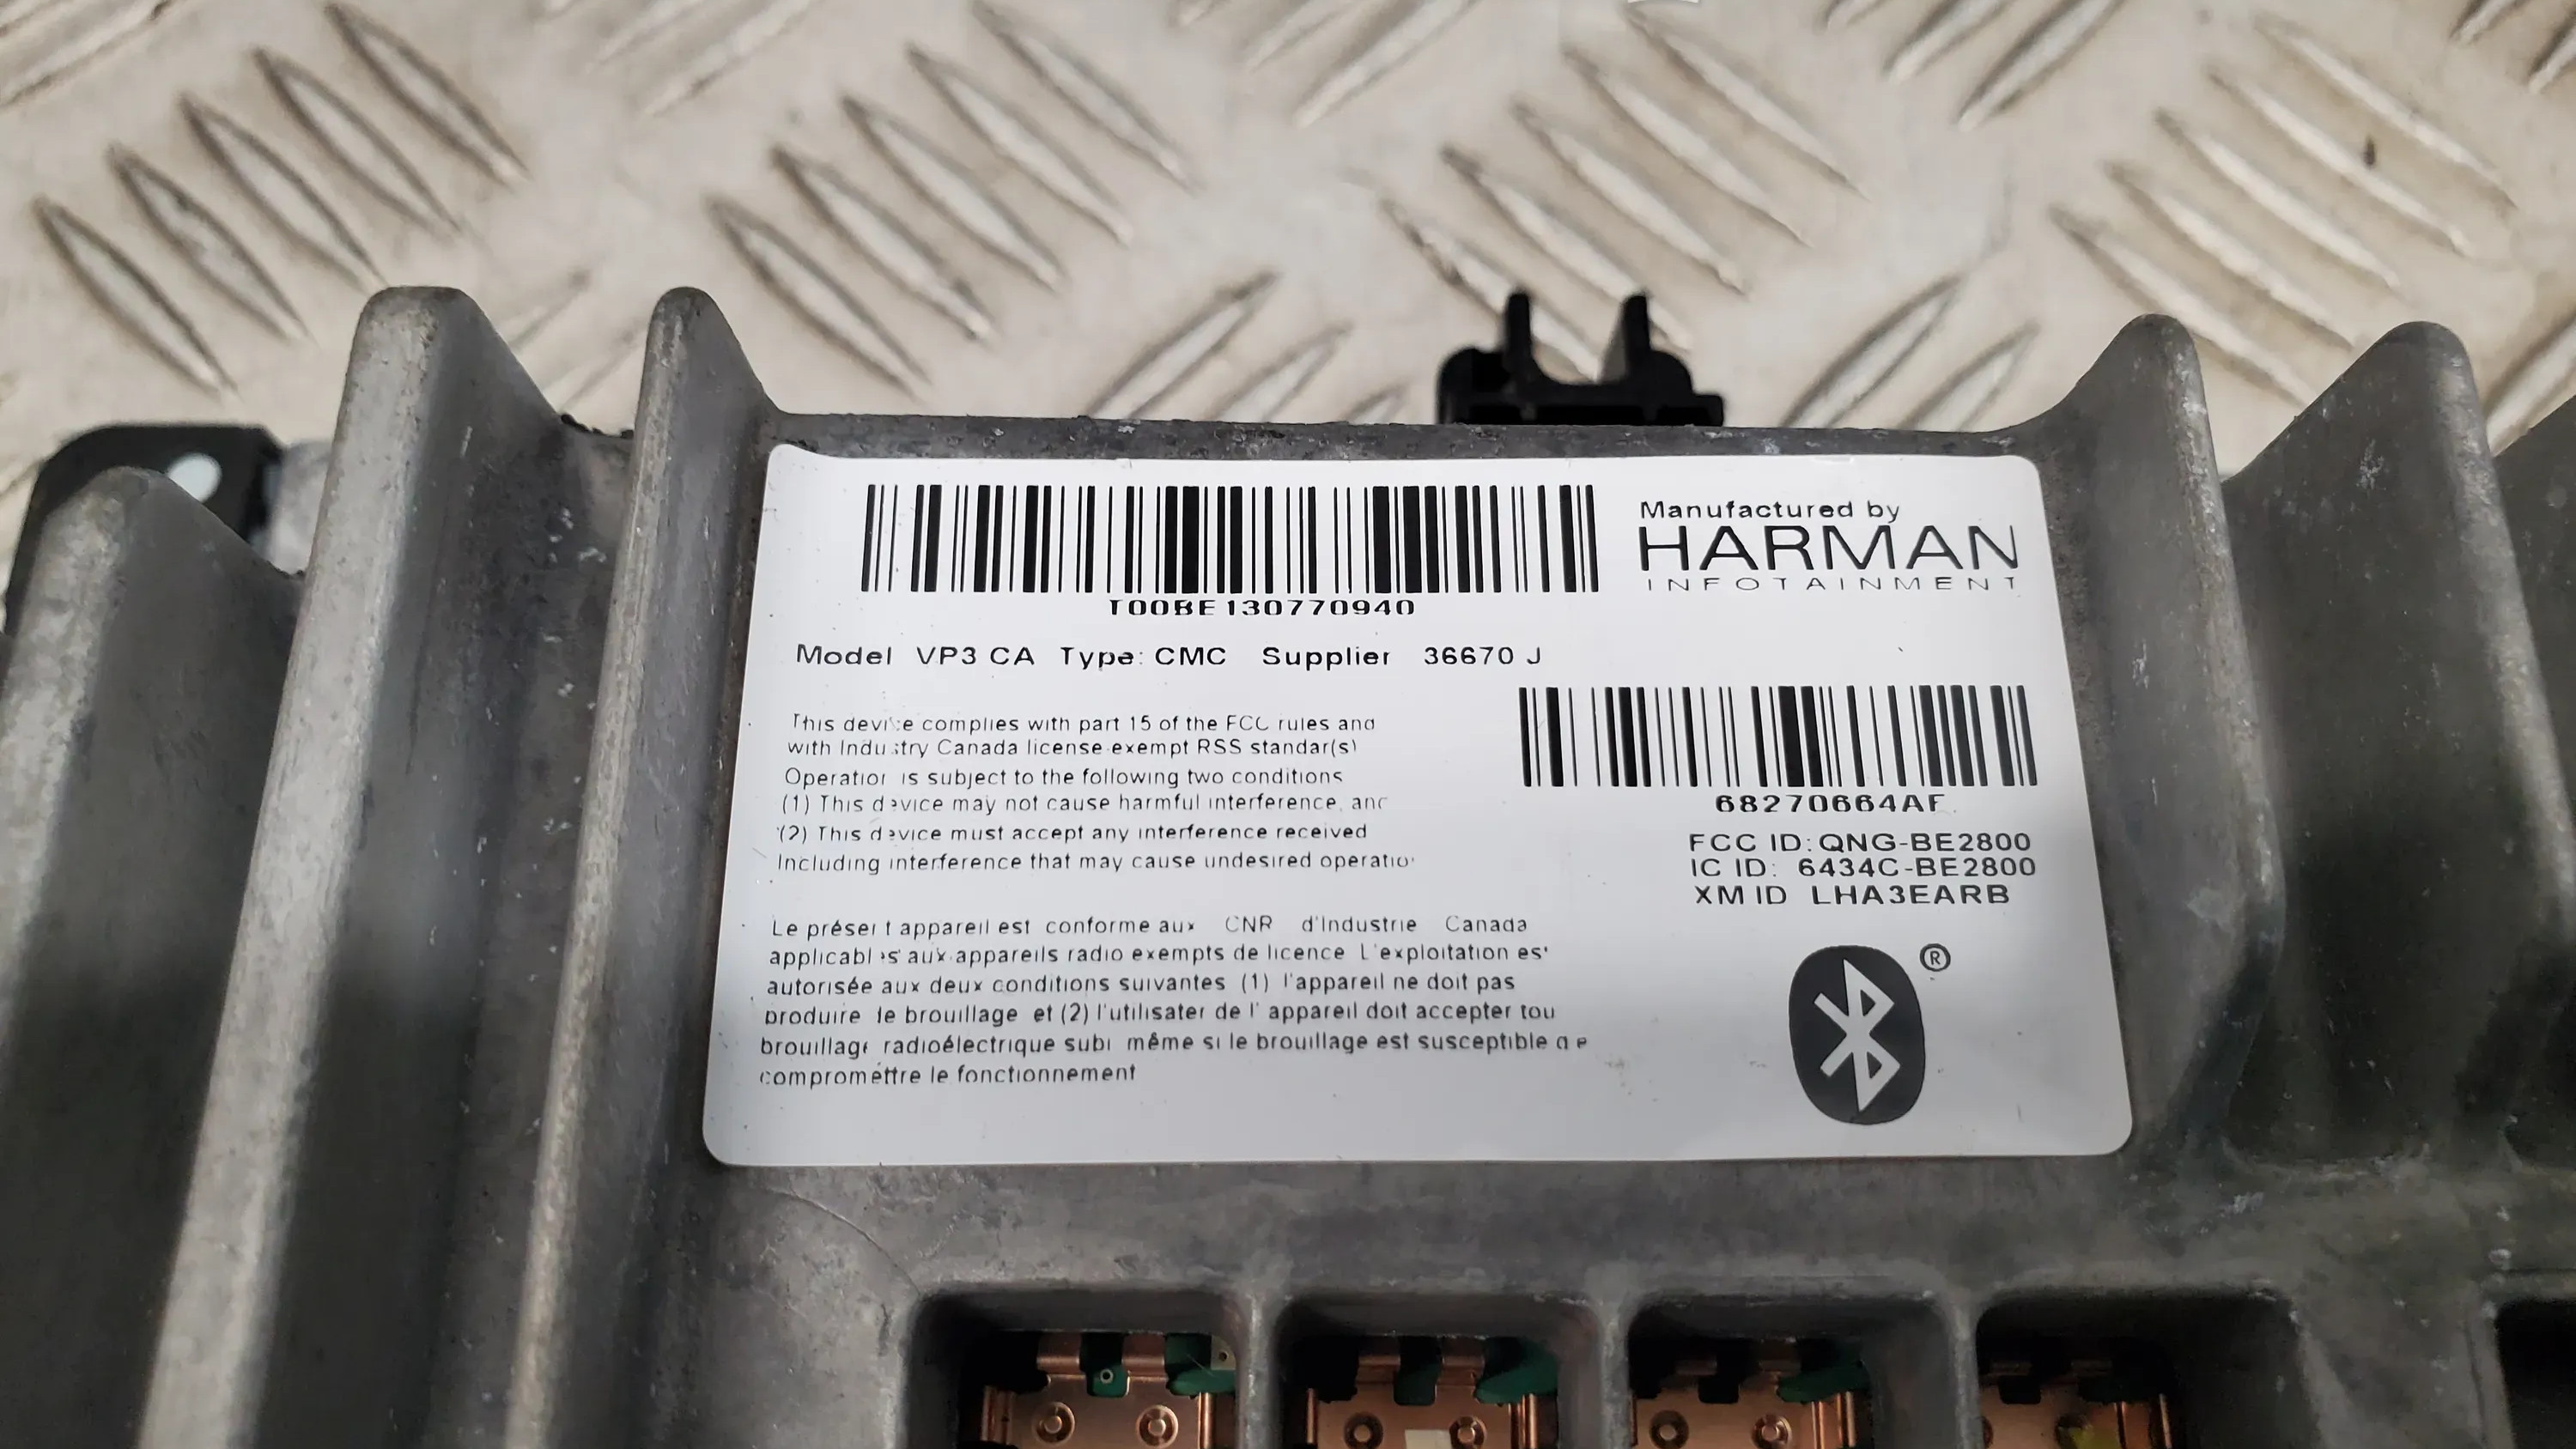 Manufactured by
HARMAN
INFOTAINMENT
T00BE130770940
Model VP3 CA Type: CMC Supplier 36670 J
This device complies with part 15 of the FCC rules and
with Industry Canada license-exempt RSS standar(s)
Operation is subject to the following two conditions
(1) This device may not cause harmful interference, and
(2) This device must accept any interference received
Including interference that may cause undesired operation
68270664AF
FCC ID: QNG-BE2800
IC ID: 6434C-BE2800
XM ID LHA3EARB
Le présent appareil est conforme aux CNR d'Industrie Canada
applicables aux appareils radio exempts de licence L'exploitation est
autorisée aux deux conditions suivantes (1) l'appareil ne doit pas
produire le brouillage et (2) l'utilisater de l'appareil doit accepter tou
brouillage radioélectrique subi même si le brouillage est susceptible de
compromettre le fonctionnement
®